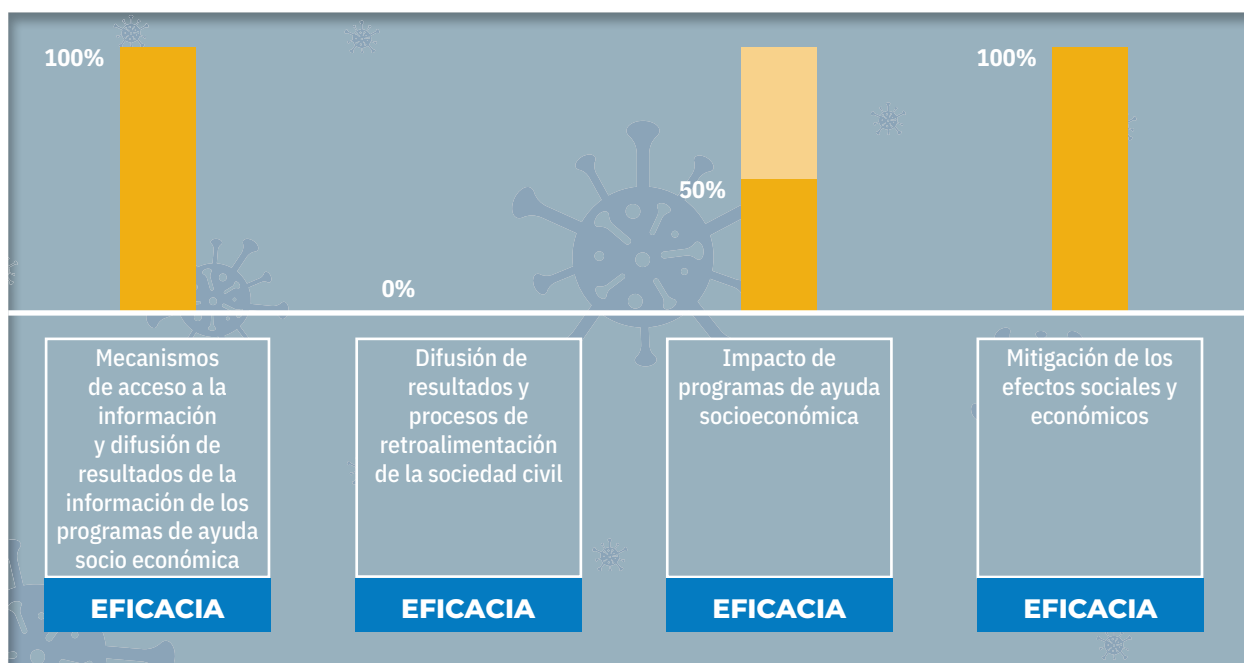 100%
0%
50%
100%
Mecanismos
de acceso a la
información
y difusión de
resultados de la
información de los
programas de ayuda
socio económica
EFICACIA
Difusión de
resultados y
procesos de
retroalimentación
de la sociedad civil
EFICACIA
Impacto de
programas de ayuda
socioeconómica
EFICACIA
Mitigación de los
efectos sociales y
económicos
EFICACIA